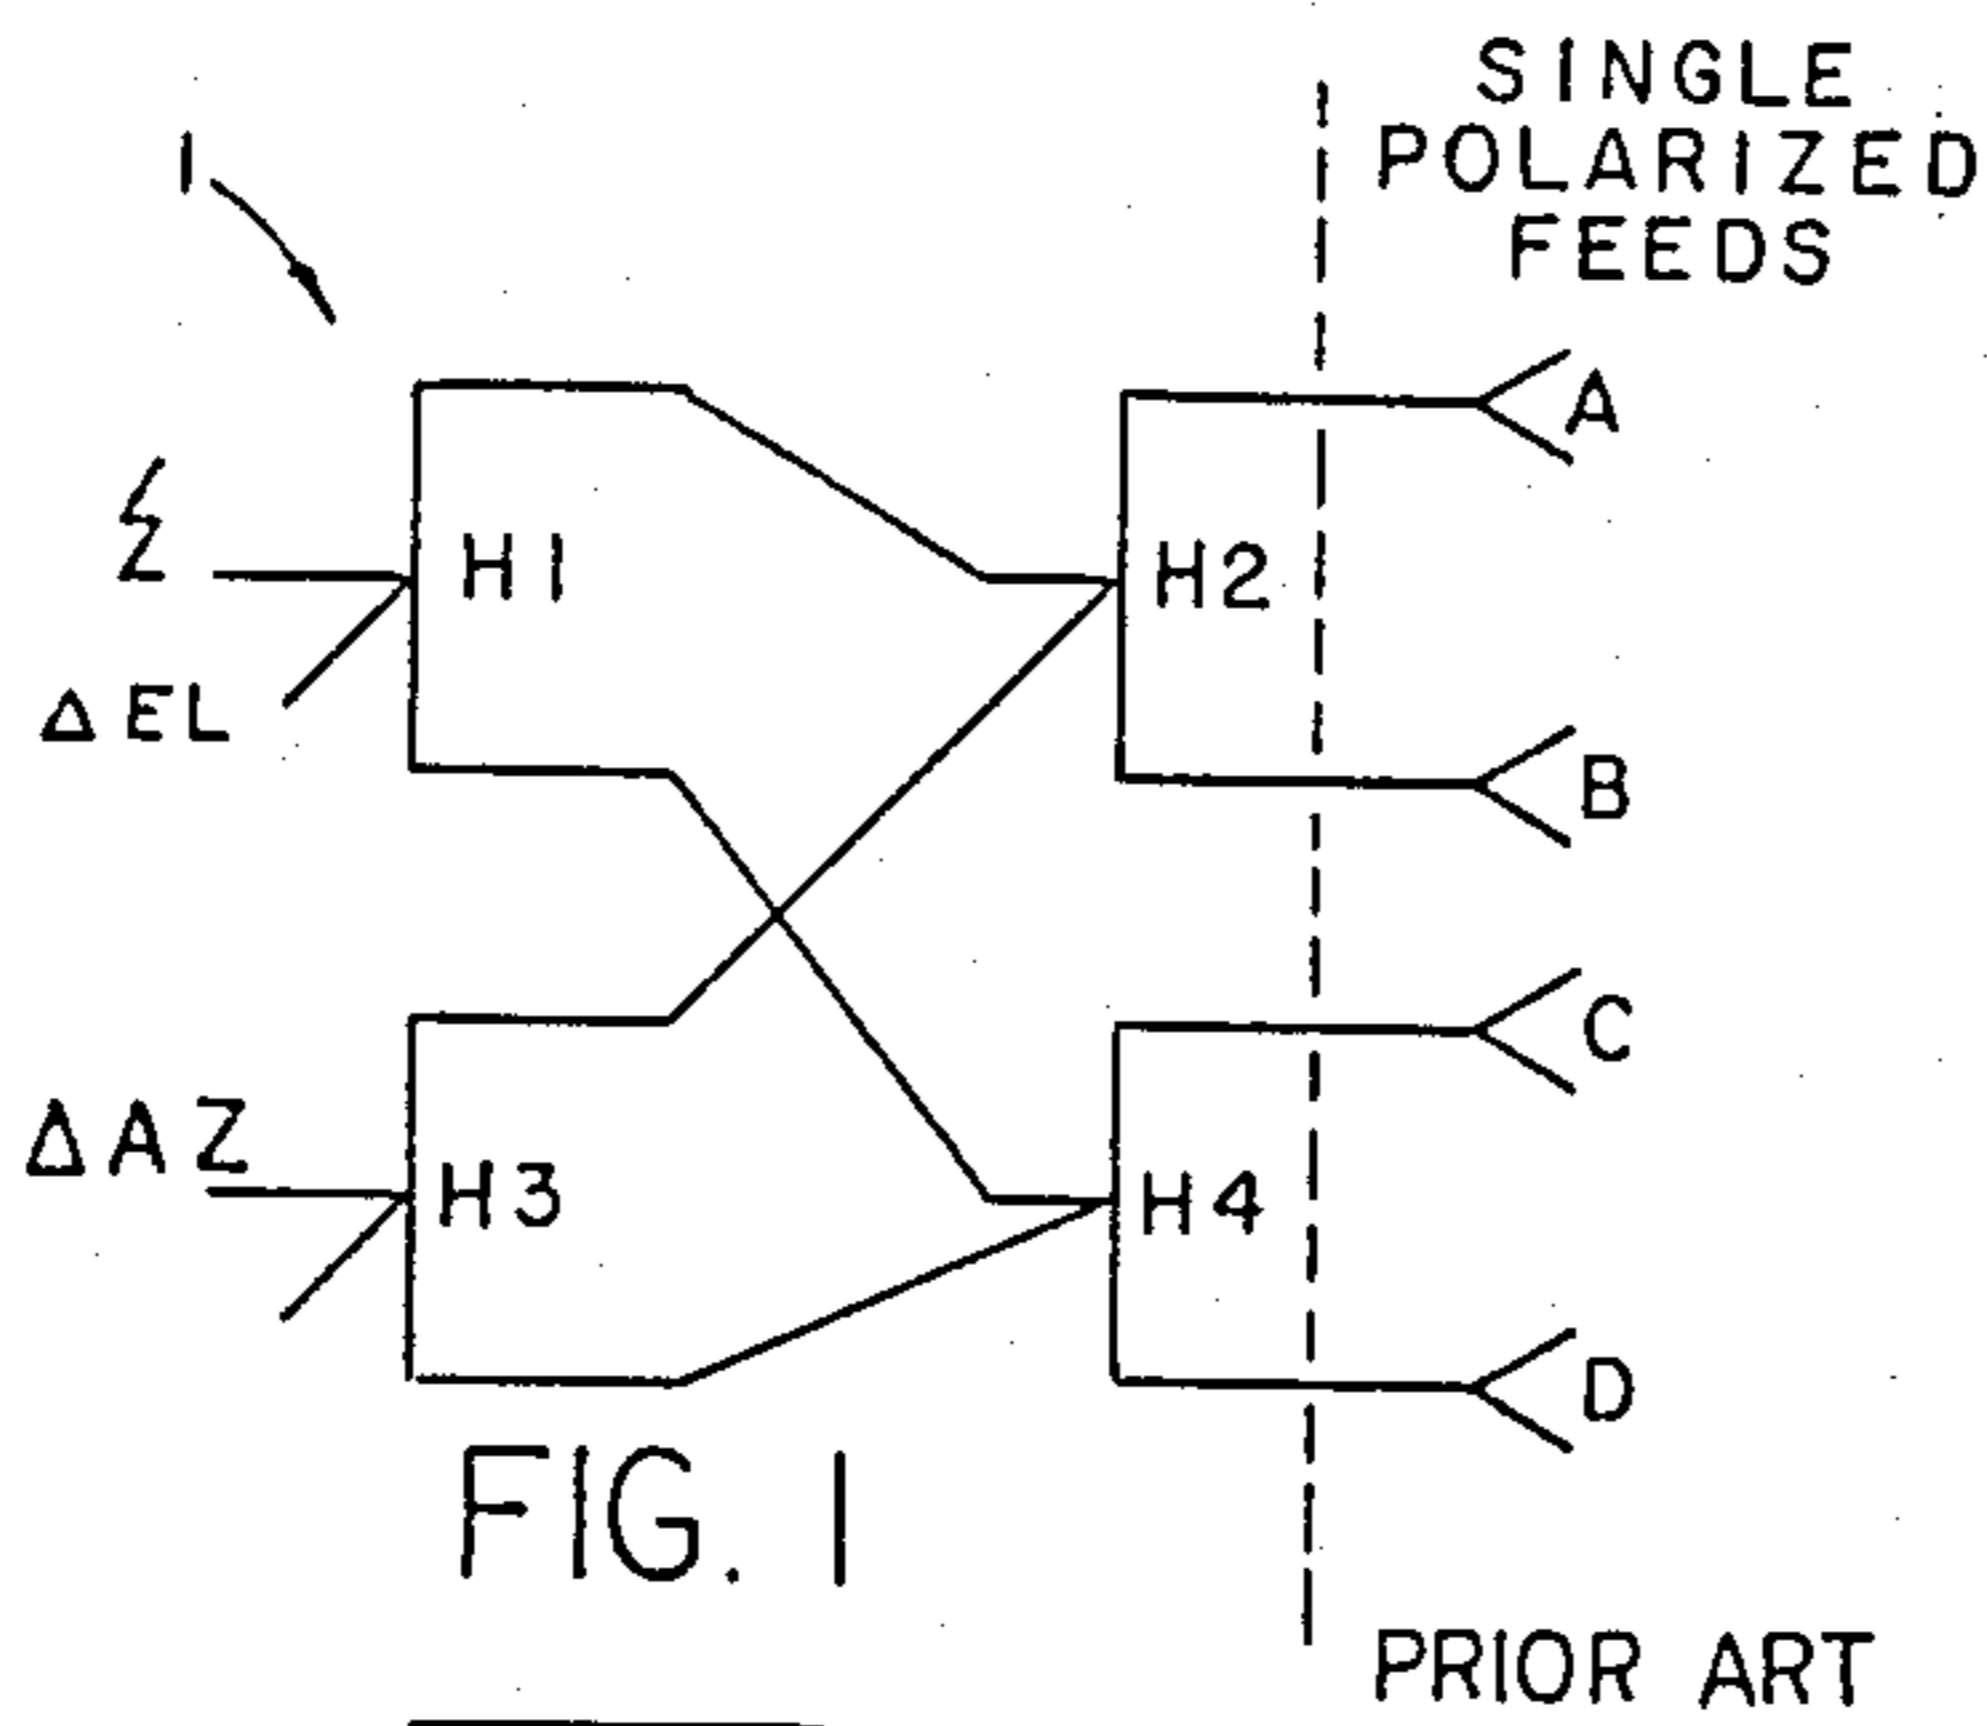 SINGLE
POLARIZED
FEEDS
1
A
Σ
H1
H2
ΔEL
B
C
ΔAZ
H3
H4
D
FIG. 1
PRIOR ART